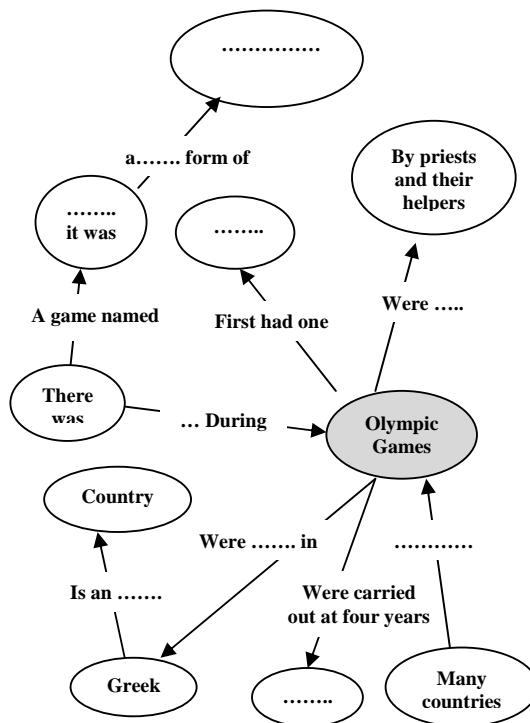 ……………
a……. form of
By priests
and their
helpers
……..
it was
……..
A game named
First had one
Were …..
There
was
… During
Olympic
Games
Country
Were ……. in
…………
Is an …….
Were carried
out at four years
Greek
……..
Many
countries